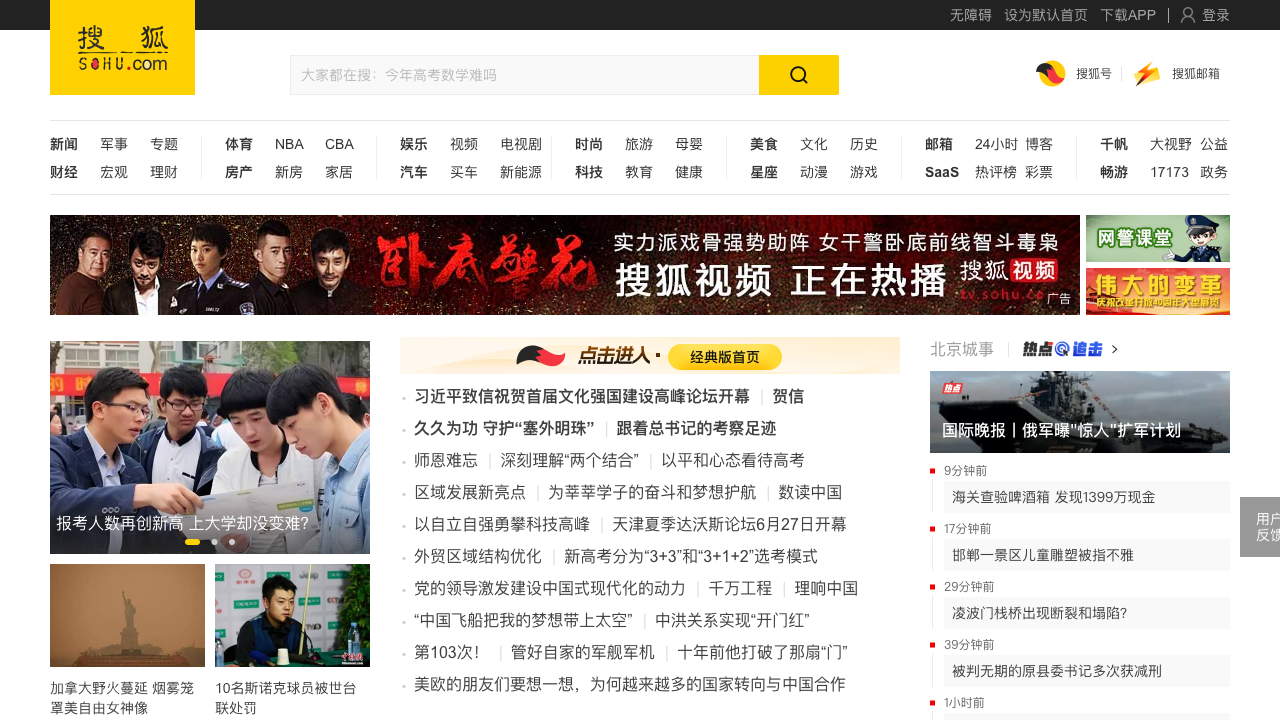 无障碍 设为默认首页 下载APP 登录
搜 狐
SOHU.com
大家都在搜：今年高考数学难吗
搜狐号 搜狐邮箱
新闻 军事 专题 体育 NBA CBA 娱乐 视频 电视剧 时尚 旅游 母婴 美食 文化 历史 邮箱 24小时 博客 千帆 大视野 公益
财经 宏观 理财 房产 新房 家居 汽车 买车 新能源 科技 教育 健康 星座 动漫 游戏 SaaS 热评榜 彩票 畅游 17173 政务
卧底警花
实力派戏骨强势助阵 女干警卧底前线智斗毒枭
搜狐视频 正在热播
搜狐视频
tv.sohu.co
广告
网警课堂
伟大的变革
庆祝改革开放40周年大型展览
报考人数再创新高 上大学却没变难?
加拿大野火蔓延 烟雾笼
罩美自由女神像
10名斯诺克球员被世台
联处罚
点击进入 经典版首页
习近平致信祝贺首届文化强国建设高峰论坛开幕 贺信
久久为功 守护“塞外明珠” 跟着总书记的考察足迹
师恩难忘 深刻理解“两个结合” 以平和心态看待高考
区域发展新亮点 为莘莘学子的奋斗和梦想护航 数读中国
以自立自强勇攀科技高峰 天津夏季达沃斯论坛6月27日开幕
外贸区域结构优化 新高考分为“3+3”和“3+1+2”选考模式
党的领导激发建设中国式现代化的动力 千万工程 理响中国
“中国飞船把我的梦想带上太空” 中洪关系实现“开门红”
第103次！ 管好自家的军舰军机 十年前他打破了那扇“门”
美欧的朋友们要想一想，为何越来越多的国家转向与中国合作
北京城事 热点追击
热点
国际晚报丨俄军曝"惊人"扩军计划
9分钟前
海关查验啤酒箱 发现1399万现金
17分钟前
邯郸一景区儿童雕塑被指不雅
29分钟前
凌波门栈桥出现断裂和塌陷?
39分钟前
被判无期的原县委书记多次获减刑
1小时前
用户
反馈